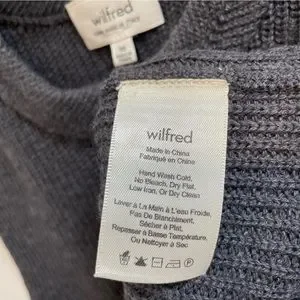 wilfred
wilfred
Made in China
Fabriqué en China
Hand Wash Cold,
No Bleach, Dry Flat,
Low Iron, Or Dry Clean
Laver à La Main à L'eau Froide,
Pas De Blanchiment,
Sécher à Plat,
Repasser à Basse Température,
Ou Nettoyer à Sec